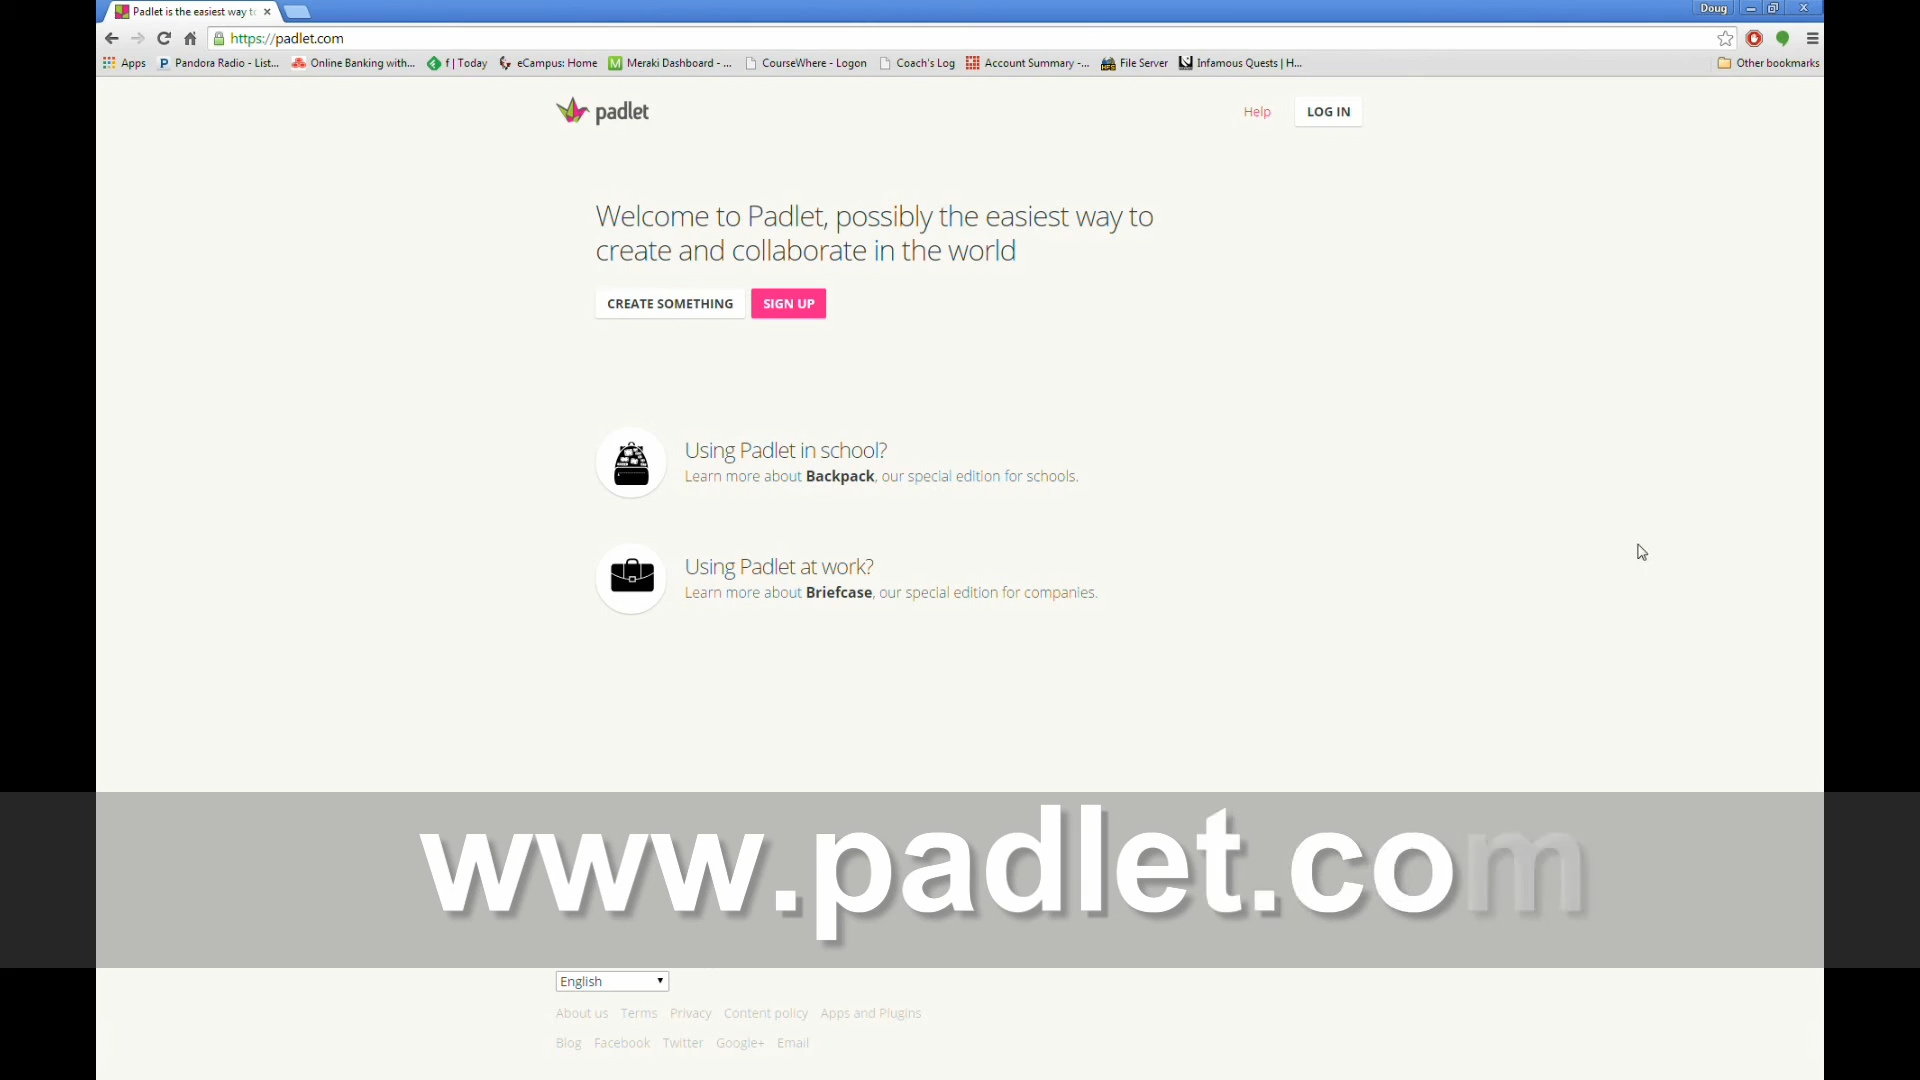 Padlet is the easiest way to
Doug
https://padlet.com
Apps Pandora Radio - List... Online Banking with... f | Today eCampus: Home Meraki Dashboard - ... CourseWhere - Logon Coach's Log Account Summary -... File Server Infamous Quests | H... Other bookmarks
padlet
Help LOG IN
Welcome to Padlet, possibly the easiest way to
create and collaborate in the world
CREATE SOMETHING SIGN UP
Using Padlet in school?
Learn more about Backpack, our special edition for schools.
Using Padlet at work?
Learn more about Briefcase, our special edition for companies.
www.padlet.com
English
About us Terms Privacy Content policy Apps and Plugins
Blog Facebook Twitter Google+ Email